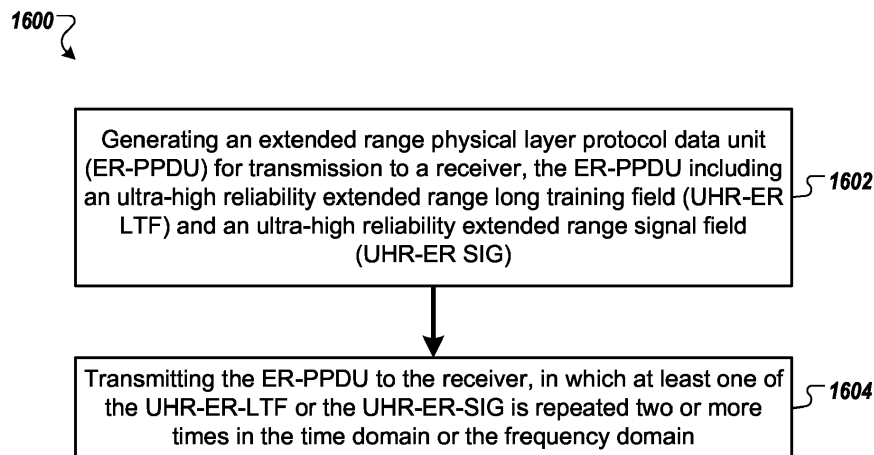 1600
Generating an extended range physical layer protocol data unit
(ER-PPDU) for transmission to a receiver, the ER-PPDU including
an ultra-high reliability extended range long training field (UHR-ER
LTF) and an ultra-high reliability extended range signal field
(UHR-ER SIG)
1602
Transmitting the ER-PPDU to the receiver, in which at least one of
the UHR-ER-LTF or the UHR-ER-SIG is repeated two or more
times in the time domain or the frequency domain
1604